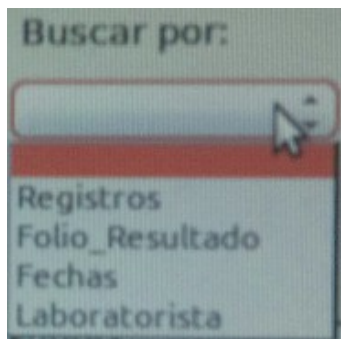 Buscar por:
Registros
Folio_Resultado
Fechas
Laboratorista